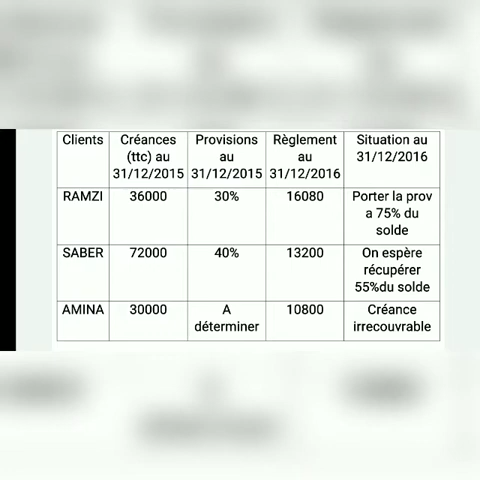 Clients Créances (ttc) au 31/12/2015 Provisions au 31/12/2015 Règlement au 31/12/2016 Situation au 31/12/2016
RAMZI 36000 30% 16080 Porter la prov a 75% du solde
SABER 72000 40% 13200 On espère récupérer 55%du solde
AMINA 30000 A déterminer 10800 Créance irrecouvrable